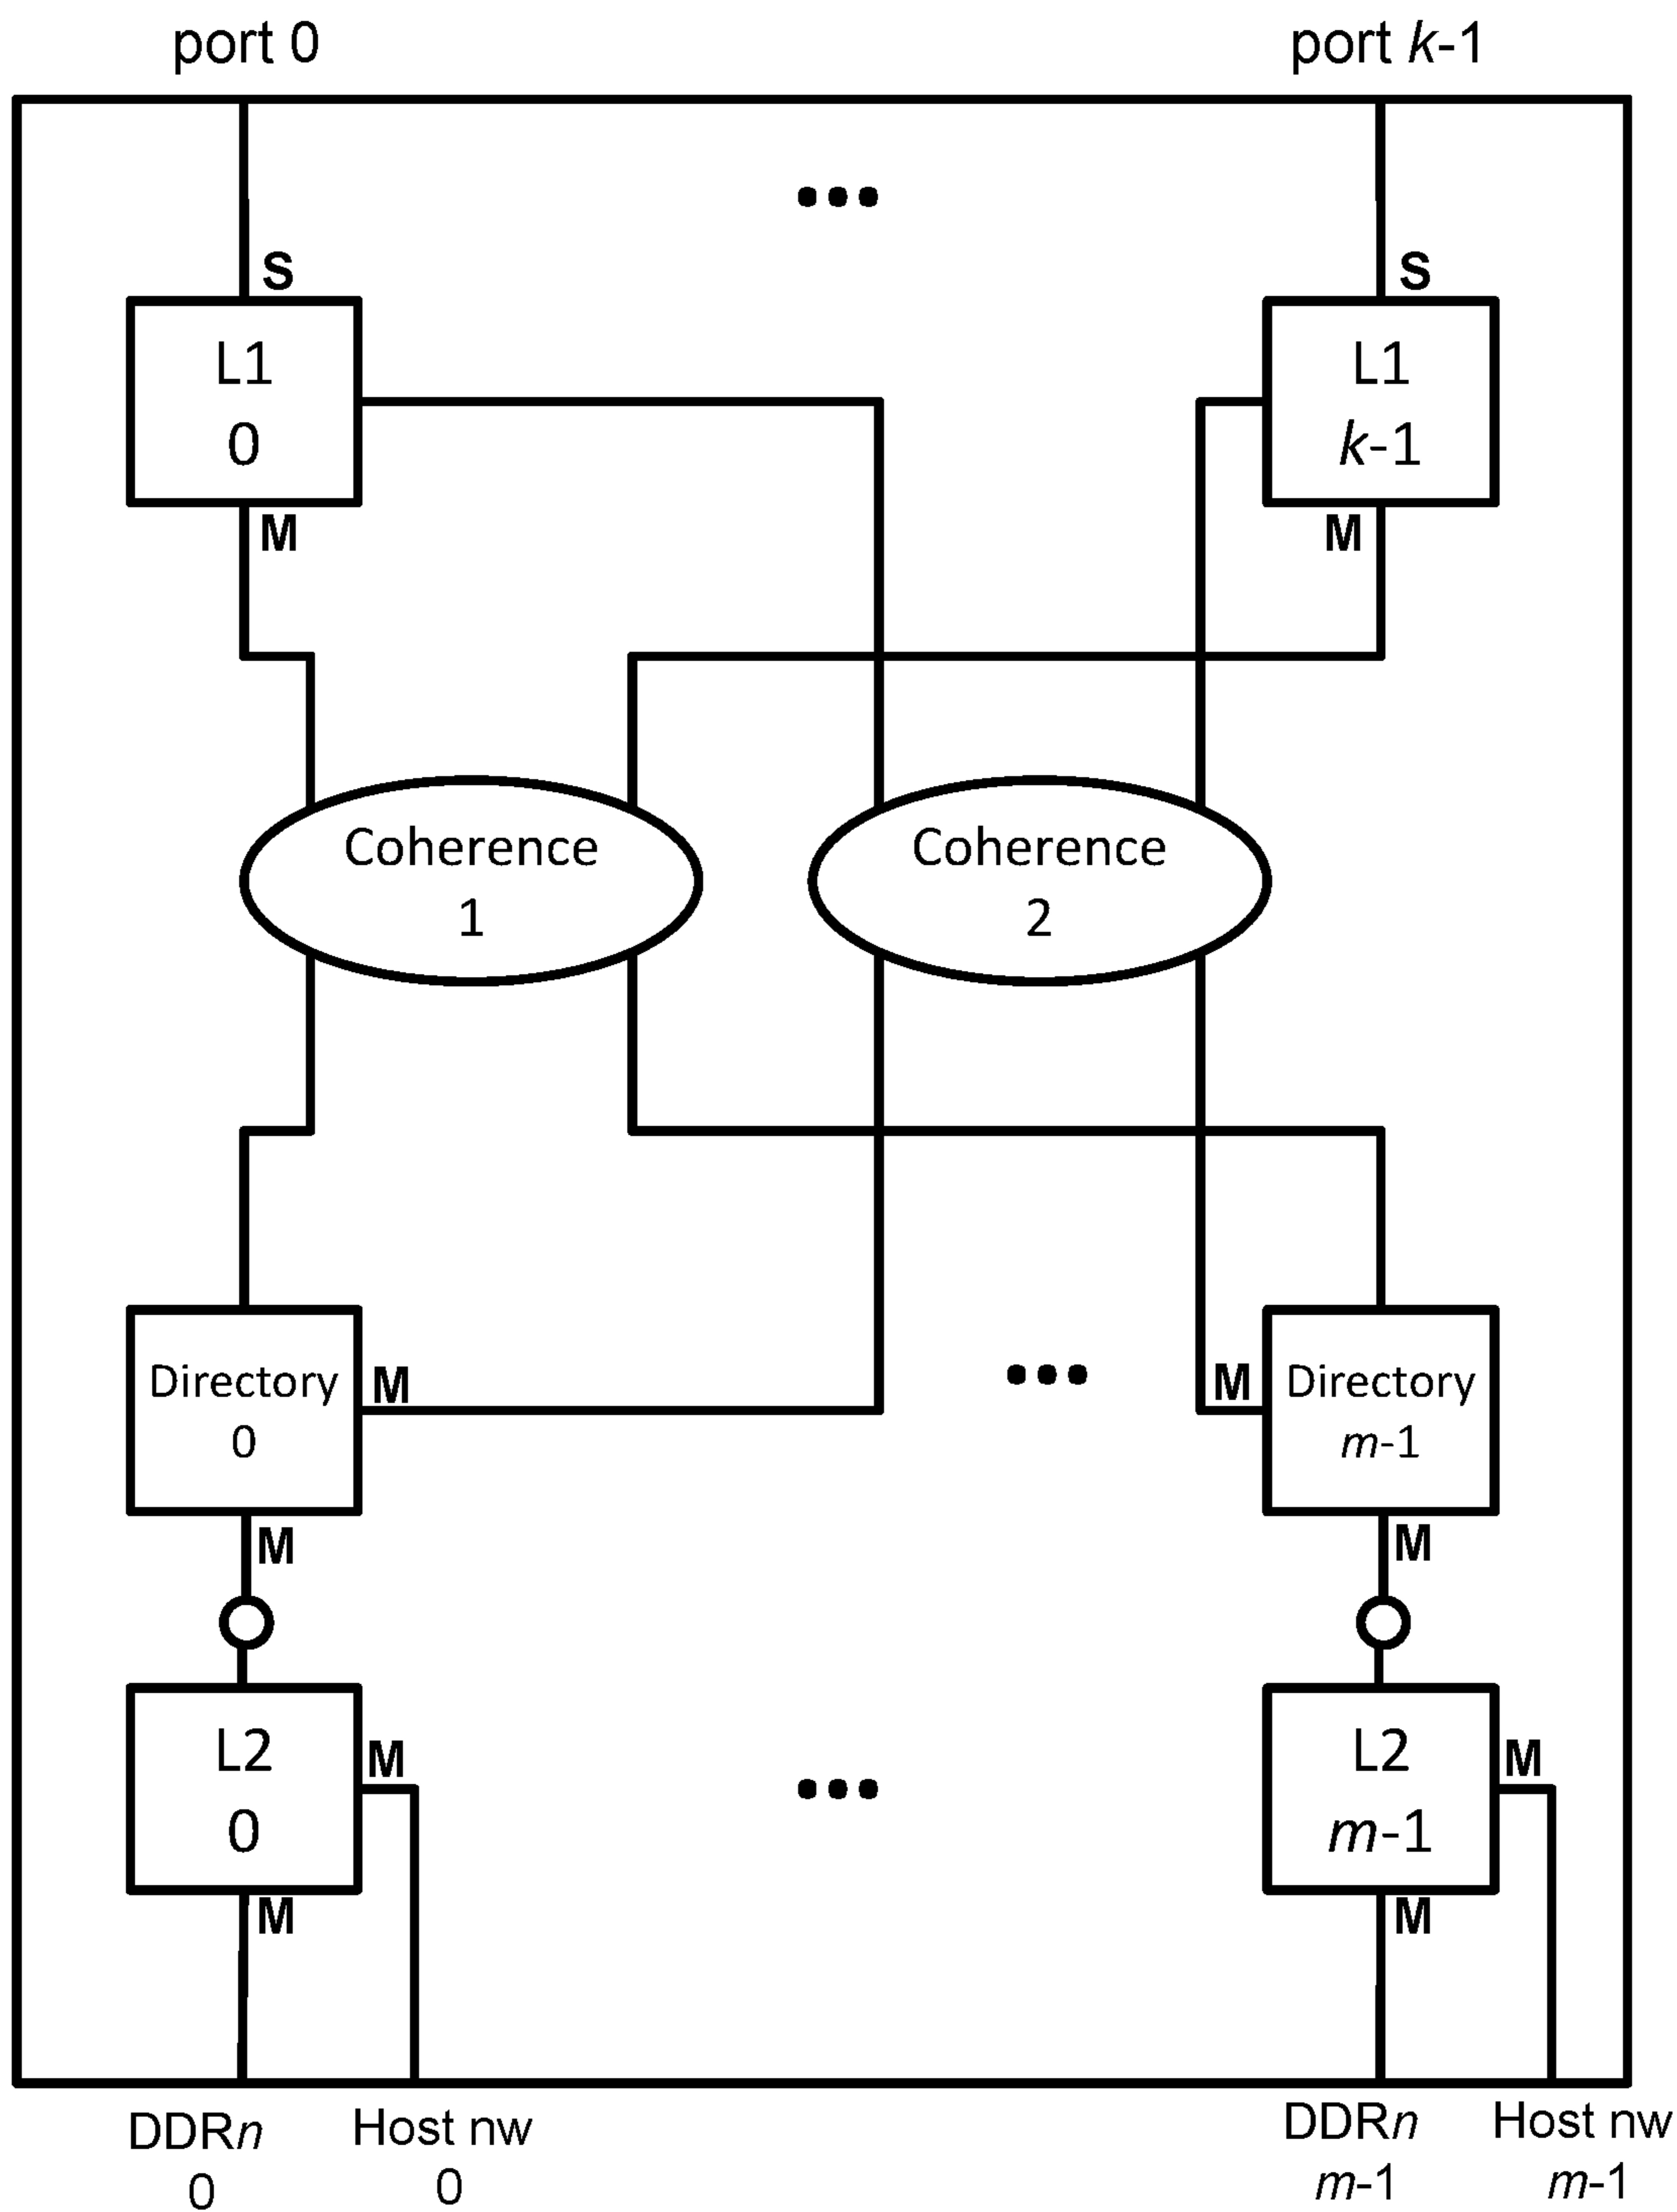 port 0
port k-1
S
S
L1
0
L1
k-1
M
M
Coherence
1
Coherence
2
Directory
0
M
M
Directory
m-1
M
M
L2
0
M
L2
m-1
M
M
M
DDRn
0
Host nw
0
DDRn
m-1
Host nw
m-1